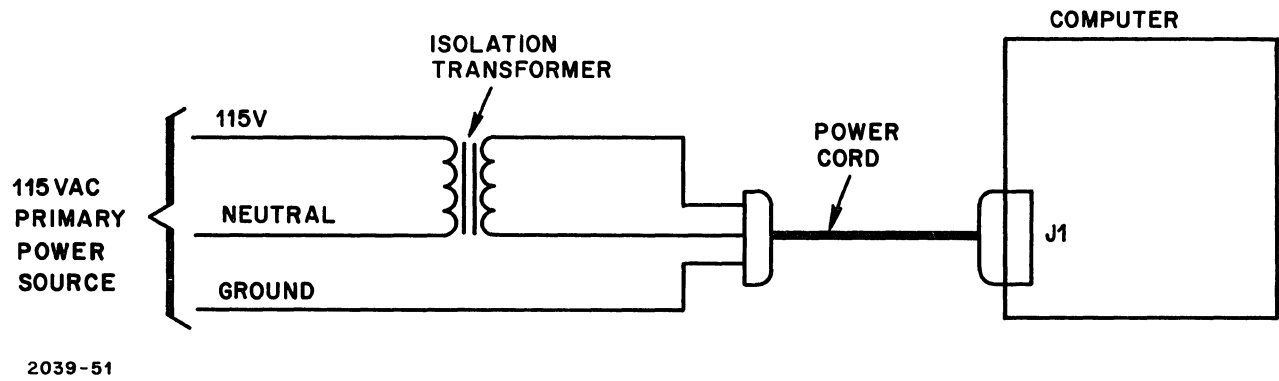 COMPUTER
ISOLATION
TRANSFORMER
115V
POWER
CORD
115 VAC
PRIMARY
POWER
SOURCE
NEUTRAL
J1
GROUND
2039-51